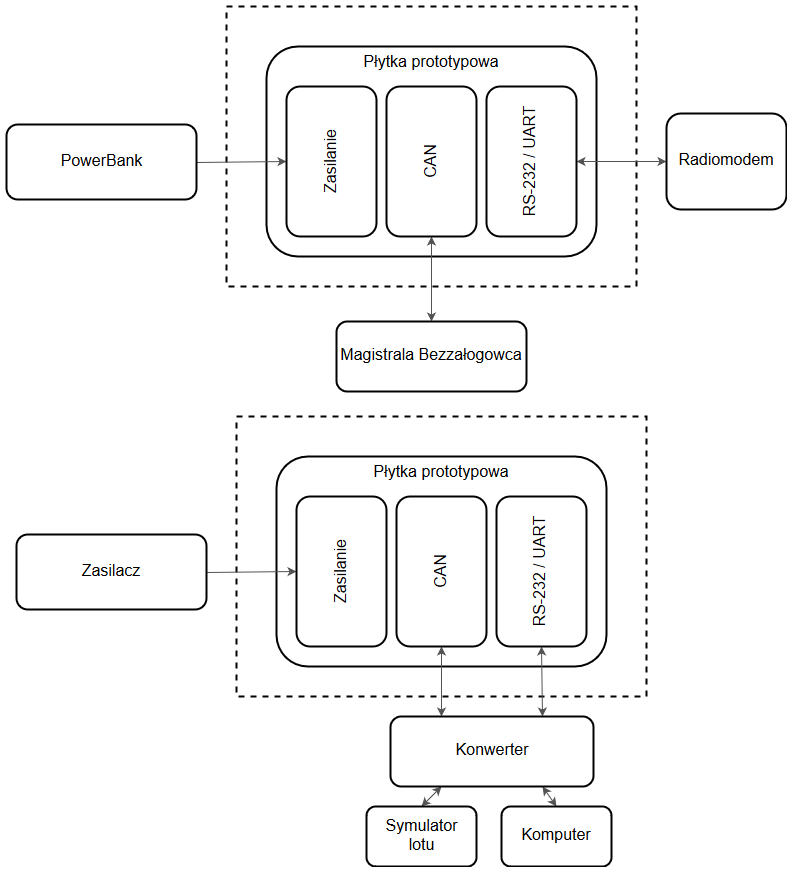 Płytka prototypowa
PowerBank
Zasilanie
CAN
RS-232 / UART
Radiomodem
Magistrala Bezzałogowca
Płytka prototypowa
Zasilacz
Zasilanie
CAN
RS-232 / UART
Konwerter
Symulator
lotu
Komputer